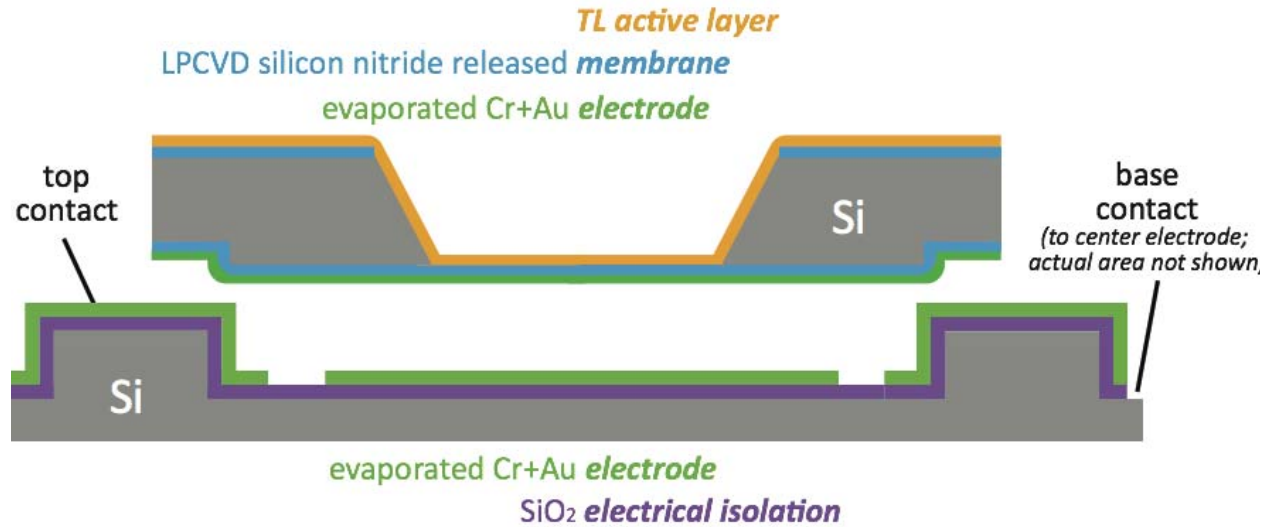 TL active layer
LPCVD silicon nitride released membrane
evaporated Cr+Au electrode
top
contact
Si
base
contact
(to center electrode;
actual area not shown
Si
evaporated Cr+Au electrode
SiO₂ electrical isolation